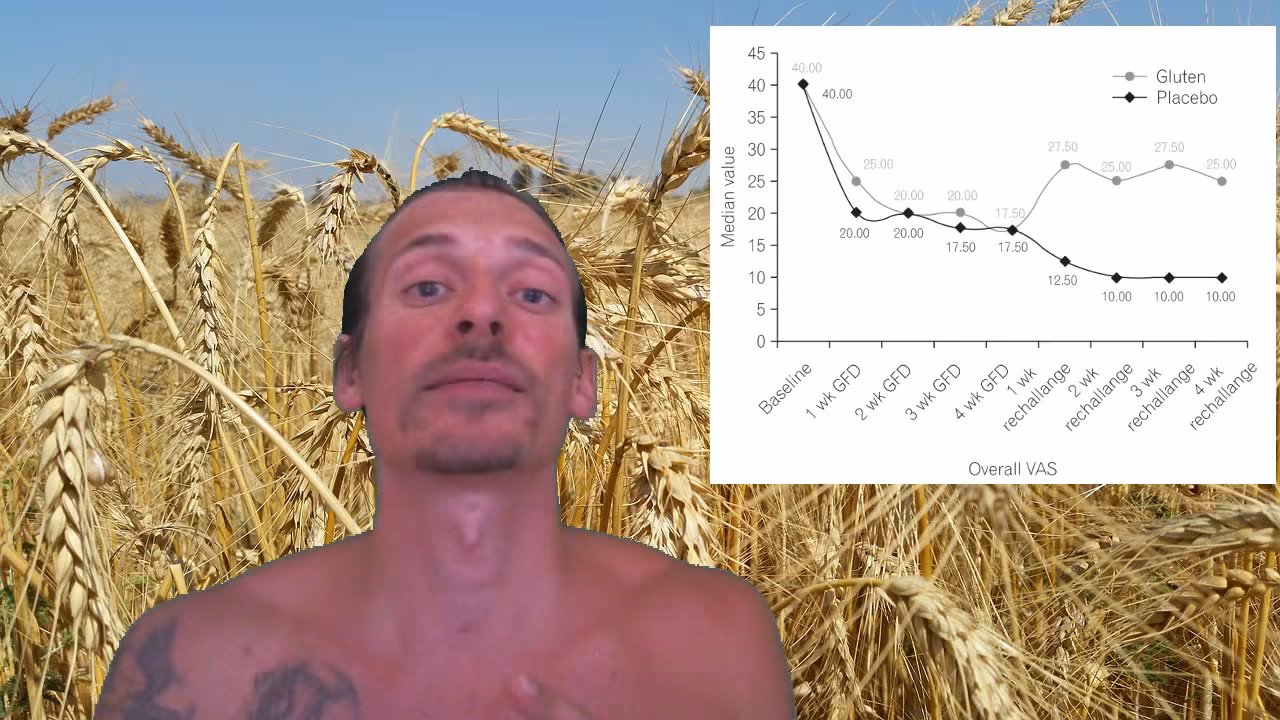 45
40
35
30
25
20
15
10
5
0
Median value
Gluten
Placebo
40.00
40.00
25.00
20.00
20.00
17.50
27.50
25.00
27.50
25.00
20.00
20.00
17.50
17.50
12.50
10.00
10.00
10.00
Baseline
1 wk GFD
2 wk GFD
3 wk GFD
4 wk GFD
1 wk
rechallange
2 wk
rechallange
3 wk
rechallange
4 wk
rechallange
Overall VAS